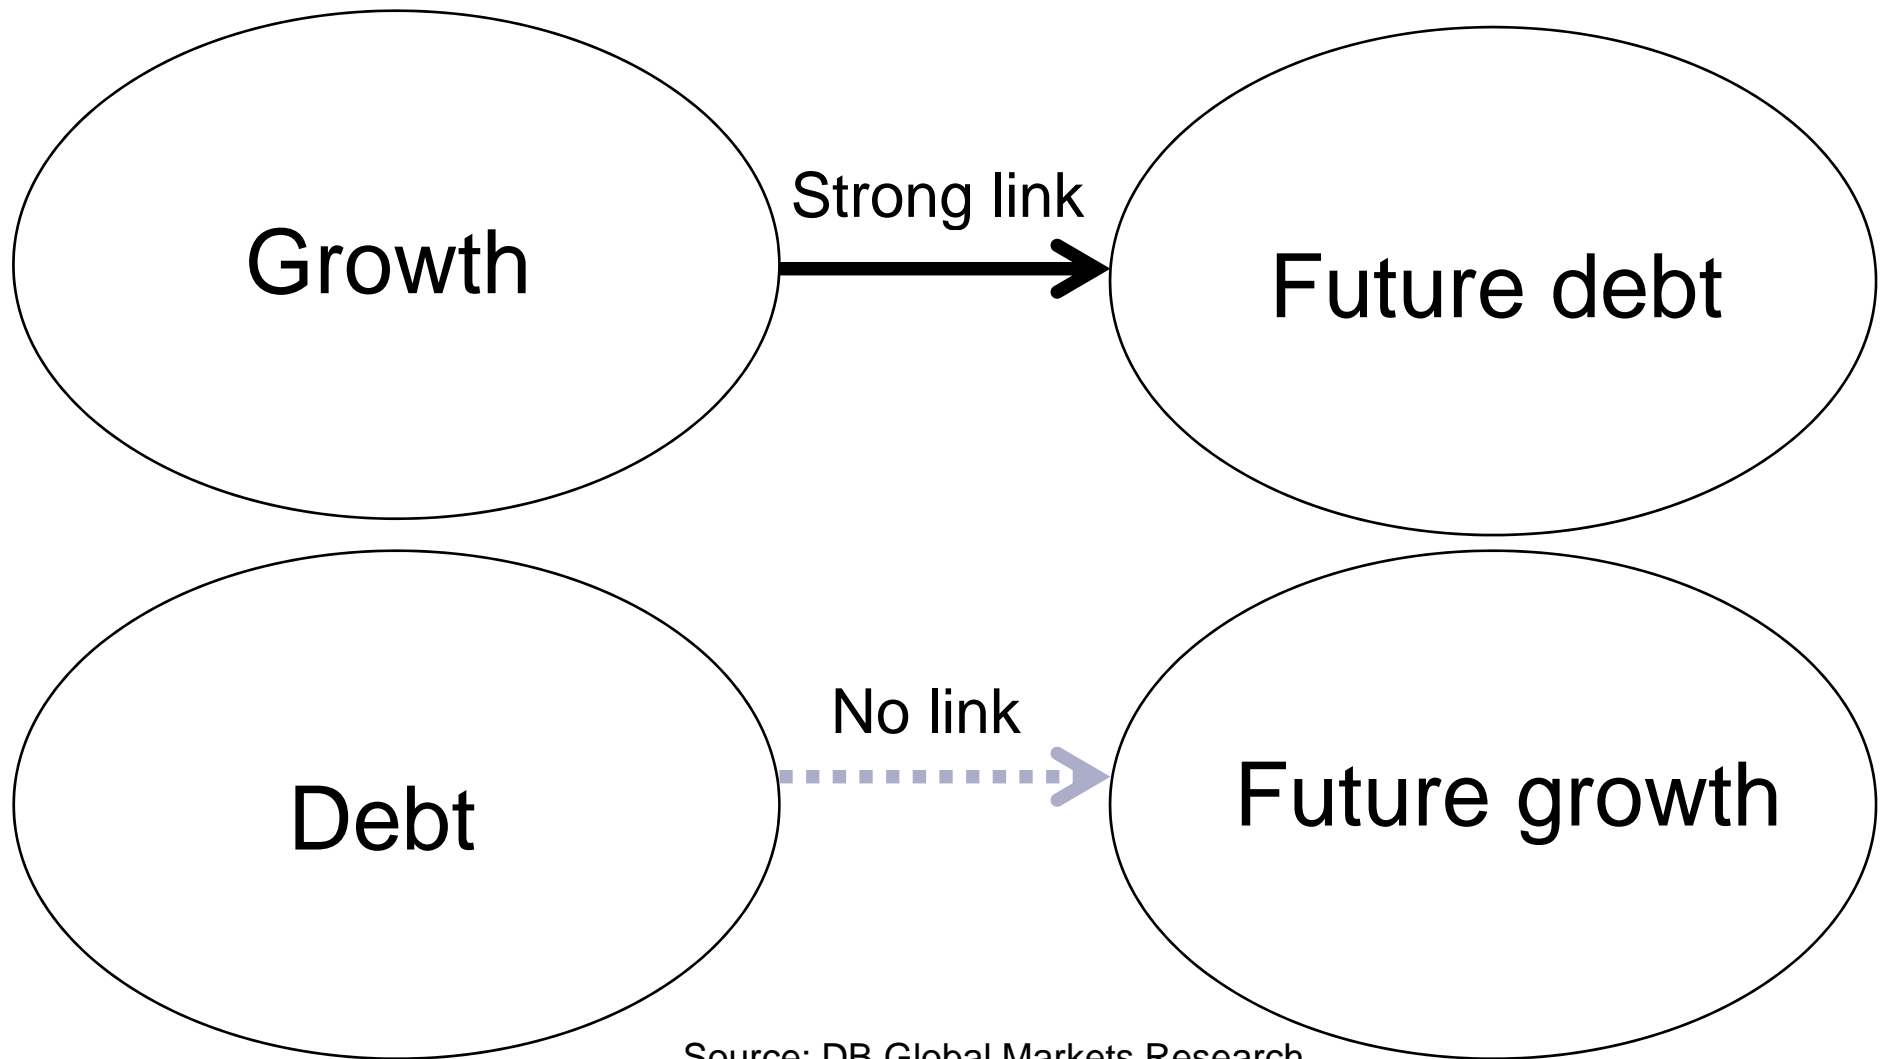 Growth
Strong link
Future debt
Debt
No link
Future growth
Source: DB Global Markets Research